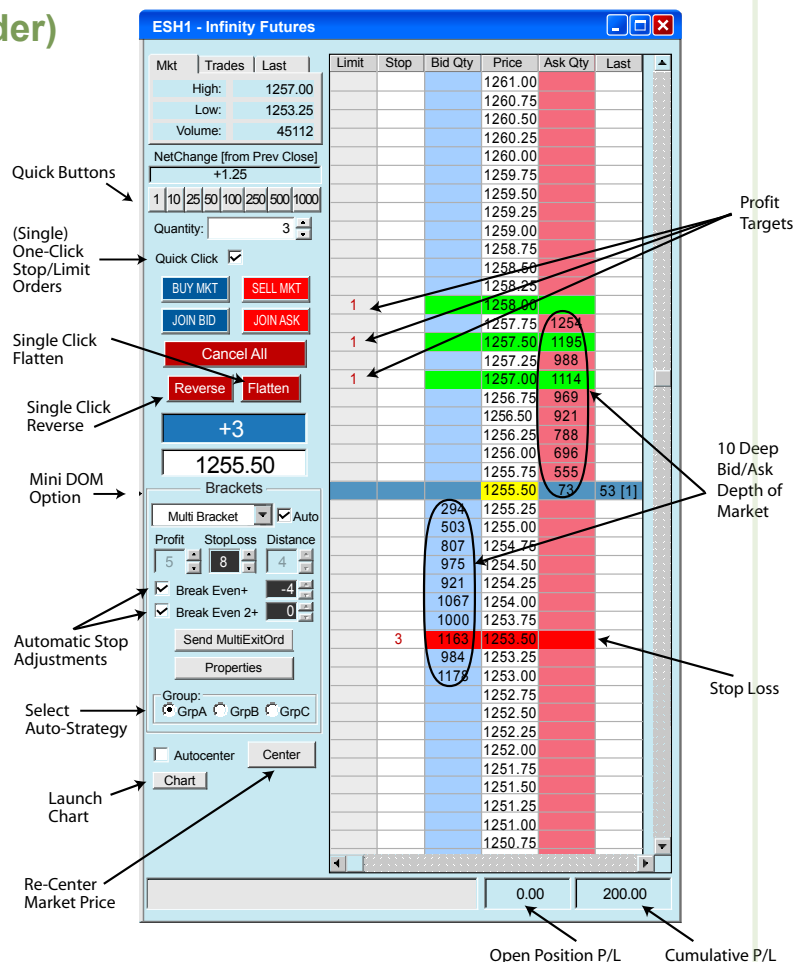 der)
ESH1 - Infinity Futures
Mkt Trades Last
High: 1257.00
Low: 1253.25
Volume: 45112
NetChange [from Prev Close]
+1.25
1 10 25 50 100 250 500 1000
Quantity: 3
Quick Click
BUY MKT SELL MKT
JOIN BID JOIN ASK
Cancel All
Reverse Flatten
+3
1255.50
Brackets
Multi Bracket Auto
Profit StopLoss Distance
5 8 4
Break Even+ -4
Break Even 2+ 0
Send MultiExitOrd
Properties
Group:
GrpA GrpB GrpC
Autocenter Center
Chart
Limit Stop Bid Qty Price Ask Qty Last
1261.00
1260.75
1260.50
1260.25
1260.00
1259.75
1259.50
1259.25
1259.00
1258.75
1258.50
1258.25
1 1258.00
1257.75 1254
1 1257.50 1195
1257.25 988
1 1257.00 1114
1256.75 969
1256.50 921
1256.25 788
1256.00 696
1255.75 555
1255.50 73 53 [1]
294 1255.25
503 1255.00
807 1254.75
975 1254.50
921 1254.25
1067 1254.00
1000 1253.75
3 1163 1253.50
984 1253.25
1178 1253.00
1252.75
1252.50
1252.25
1252.00
1251.75
1251.50
1251.25
1251.00
1250.75
0.00 200.00
Quick Buttons
(Single)
One-Click
Stop/Limit
Orders
Single Click
Flatten
Single Click
Reverse
Mini DOM
Option
Automatic Stop
Adjustments
Select
Auto-Strategy
Launch
Chart
Re-Center
Market Price
Profit
Targets
10 Deep
Bid/Ask
Depth of
Market
Stop Loss
Open Position P/L
Cumulative P/L